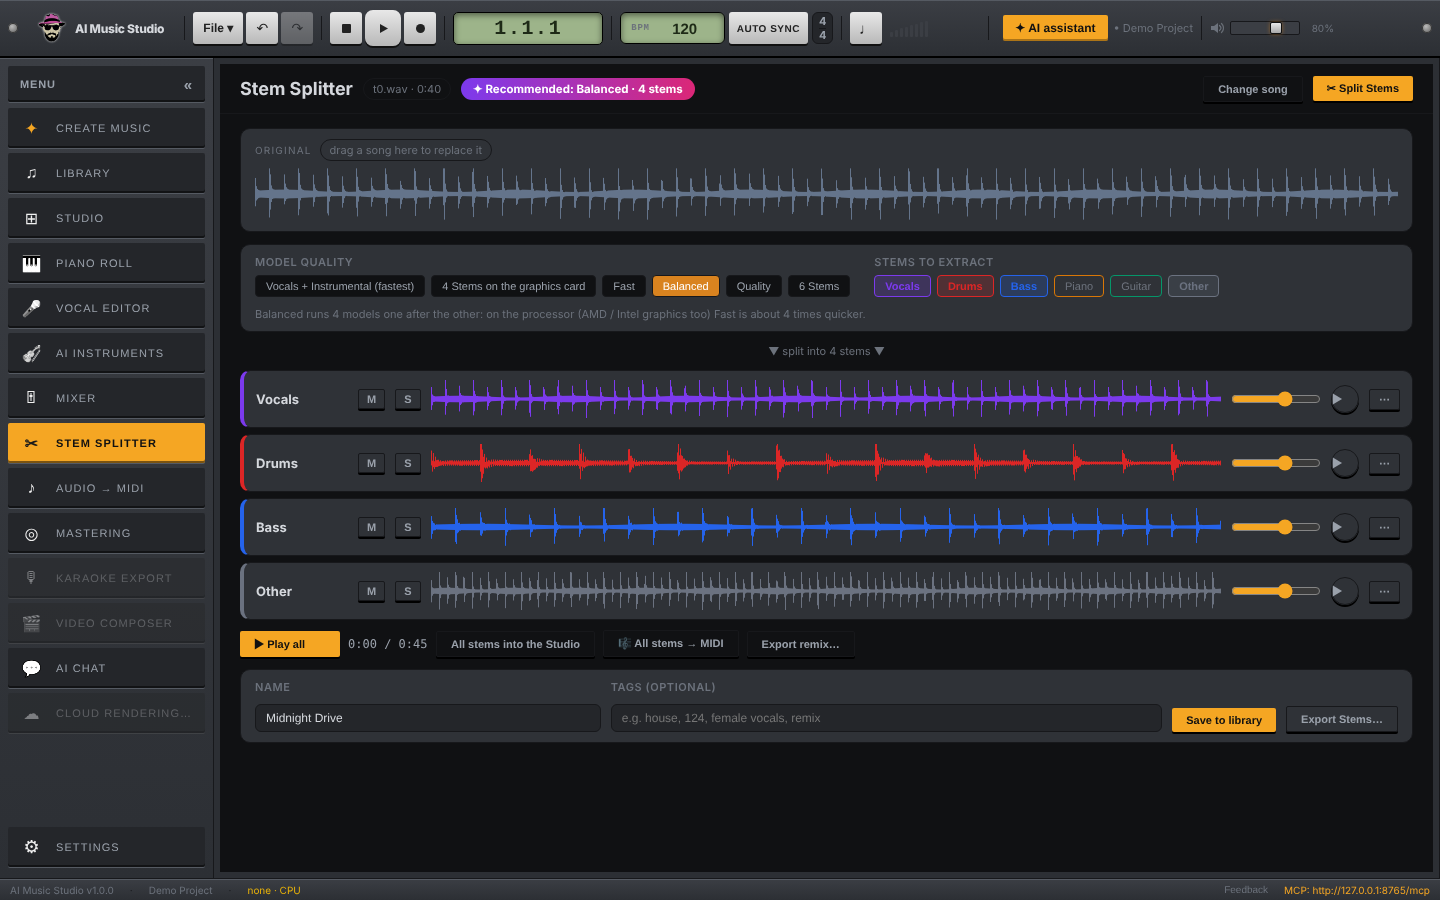 AI Music Studio
File ▾
1.1.1
BPM 120
AUTO SYNC
4
4
✦ AI assistant
• Demo Project
80%
MENU «
CREATE MUSIC
LIBRARY
STUDIO
PIANO ROLL
VOCAL EDITOR
AI INSTRUMENTS
MIXER
STEM SPLITTER
AUDIO → MIDI
MASTERING
KARAOKE EXPORT
VIDEO COMPOSER
AI CHAT
CLOUD RENDERING...
SETTINGS
Stem Splitter
t0.wav · 0:40
✦ Recommended: Balanced · 4 stems
Change song
✂ Split Stems
ORIGINAL
drag a song here to replace it
MODEL QUALITY
Vocals + Instrumental (fastest)
4 Stems on the graphics card
Fast
Balanced
Quality
6 Stems
Balanced runs 4 models one after the other: on the processor (AMD / Intel graphics too) Fast is about 4 times quicker.
STEMS TO EXTRACT
Vocals
Drums
Bass
Piano
Guitar
Other
▼ split into 4 stems ▼
Vocals M S ...
Drums M S ...
Bass M S ...
Other M S ...
▶ Play all
0:00 / 0:45
All stems into the Studio
All stems → MIDI
Export remix...
NAME
Midnight Drive
TAGS (OPTIONAL)
e.g. house, 124, female vocals, remix
Save to library
Export Stems...
AI Music Studio v1.0.0
Demo Project
none · CPU
Feedback
MCP: http://127.0.0.1:8765/mcp